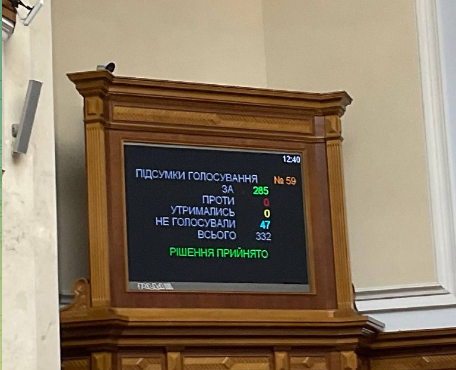 12:40
ПІДСУМКИ ГОЛОСУВАННЯ № 59
ЗА 285
ПРОТИ 0
УТРИМАЛИСЬ 0
НЕ ГОЛОСУВАЛИ 47
ВСЬОГО 332
РІШЕННЯ ПРИЙНЯТО